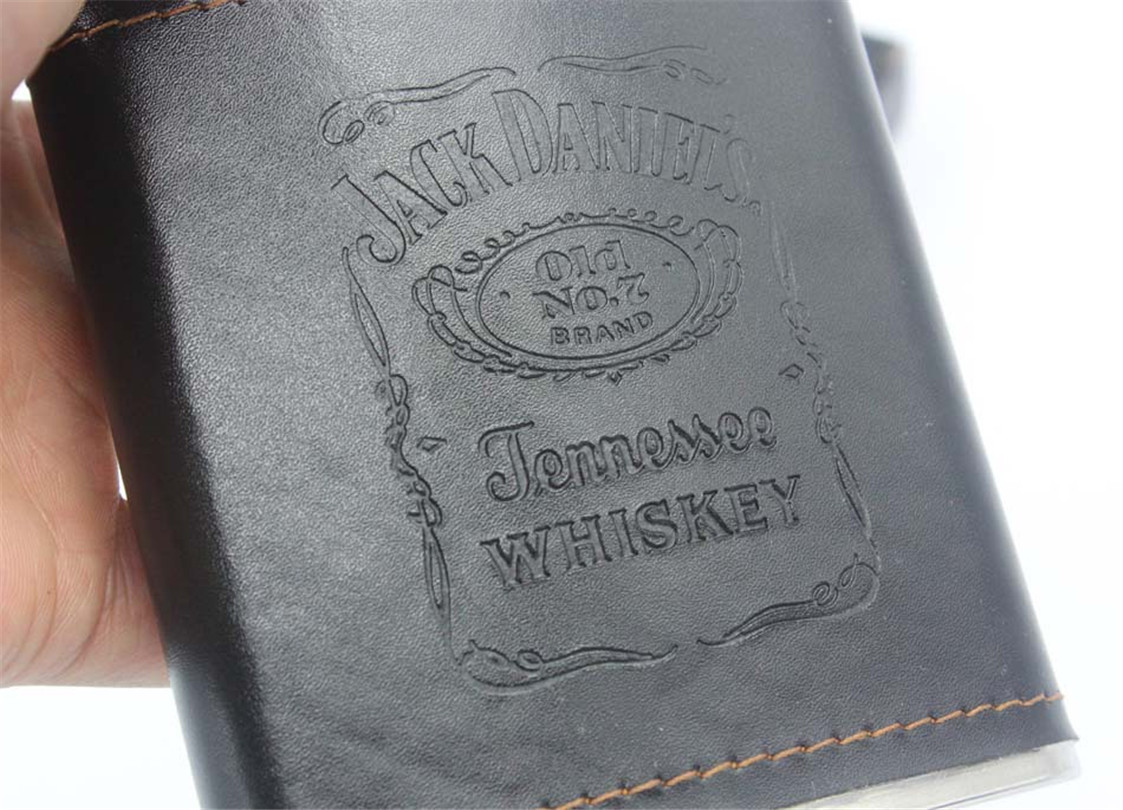 JACK DANIEL'S
Old
NO.7
BRAND
Tennessee
WHISKEY